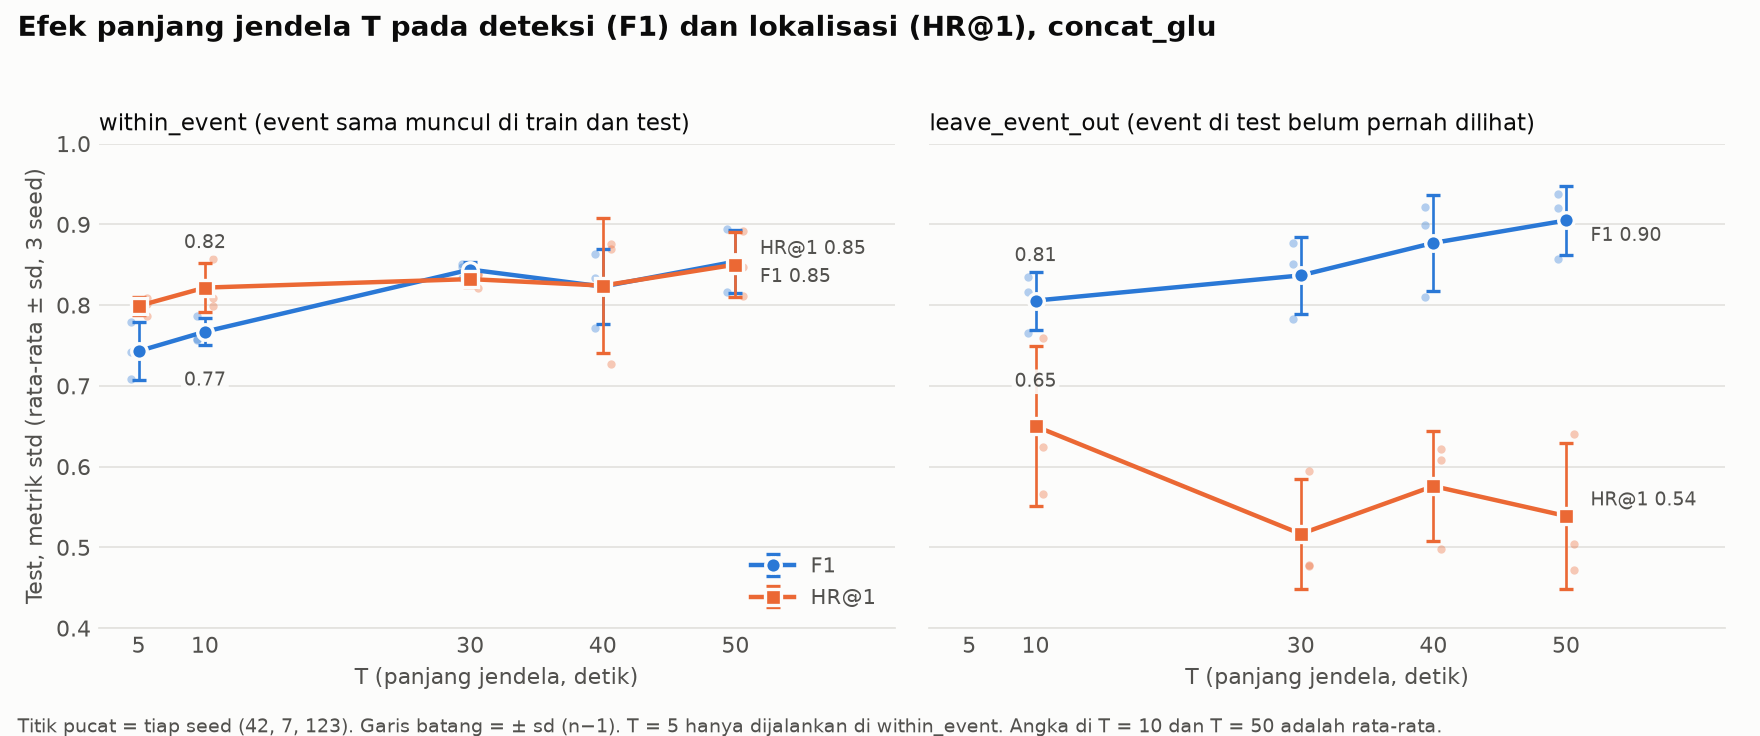 Efek panjang jendela T pada deteksi (F1) dan lokalisasi (HR@1), concat_glu
within_event (event sama muncul di train dan test)
Test, metrik std (rata-rata ± sd, 3 seed)
1.0
0.9
0.8
0.7
0.6
0.5
0.4
0.82
0.77
HR@1 0.85
F1 0.85
F1
HR@1
5 10 30 40 50
T (panjang jendela, detik)
leave_event_out (event di test belum pernah dilihat)
0.81
0.65
F1 0.90
HR@1 0.54
5 10 30 40 50
T (panjang jendela, detik)
Titik pucat = tiap seed (42, 7, 123). Garis batang = ± sd (n−1). T = 5 hanya dijalankan di within_event. Angka di T = 10 dan T = 50 adalah rata-rata.